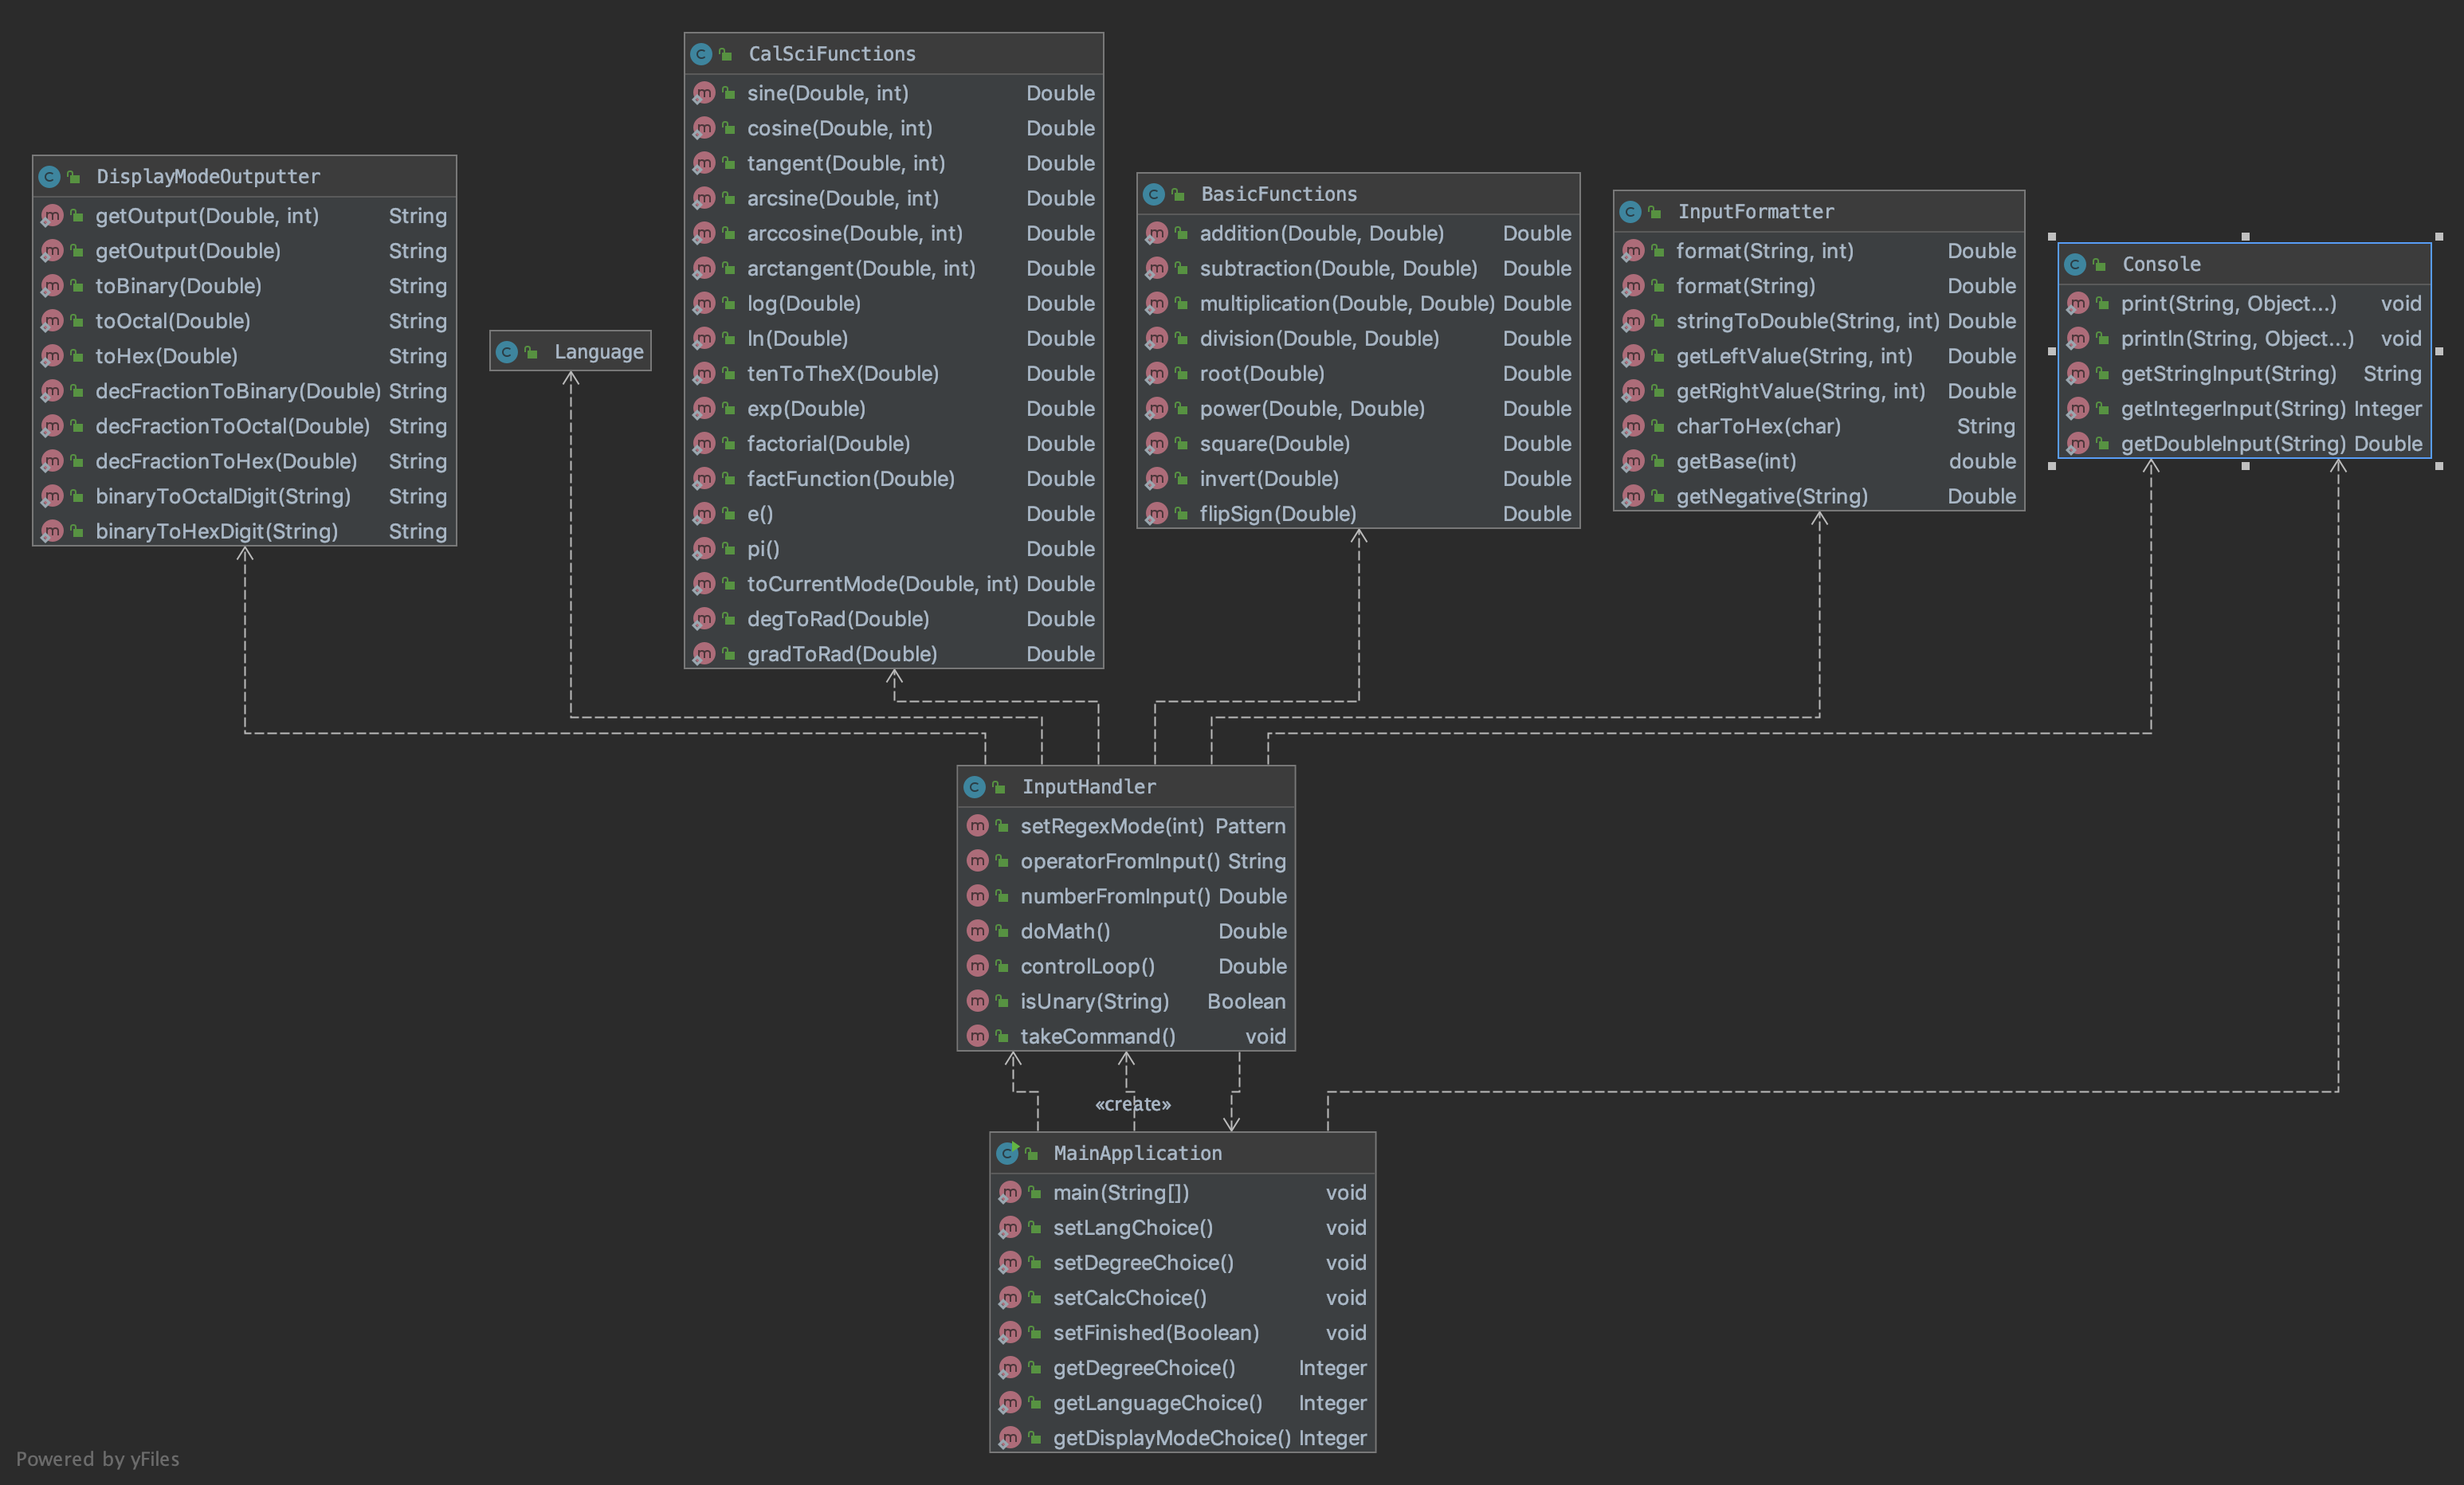 DisplayModeOutputter
getOutput(Double, int) String
getOutput(Double) String
toBinary(Double) String
toOctal(Double) String
toHex(Double) String
decFractionToBinary(Double) String
decFractionToOctal(Double) String
decFractionToHex(Double) String
binaryToOctalDigit(String) String
binaryToHexDigit(String) String
Language
CalSciFunctions
sine(Double, int) Double
cosine(Double, int) Double
tangent(Double, int) Double
arcsine(Double, int) Double
arccosine(Double, int) Double
arctangent(Double, int) Double
log(Double) Double
ln(Double) Double
tenToTheX(Double) Double
exp(Double) Double
factorial(Double) Double
factFunction(Double) Double
e() Double
pi() Double
toCurrentMode(Double, int) Double
degToRad(Double) Double
gradToRad(Double) Double
BasicFunctions
addition(Double, Double) Double
subtraction(Double, Double) Double
multiplication(Double, Double) Double
division(Double, Double) Double
root(Double) Double
power(Double, Double) Double
square(Double) Double
invert(Double) Double
flipSign(Double) Double
InputFormatter
format(String, int) Double
format(String) Double
stringToDouble(String, int) Double
getLeftValue(String, int) Double
getRightValue(String, int) Double
charToHex(char) String
getBase(int) double
getNegative(String) Double
Console
print(String, Object...) void
println(String, Object...) void
getStringInput(String) String
getIntegerInput(String) Integer
getDoubleInput(String) Double
InputHandler
setRegexMode(int) Pattern
operatorFromInput() String
numberFromInput() Double
doMath() Double
controlLoop() Double
isUnary(String) Boolean
takeCommand() void
«create»
MainApplication
main(String[]) void
setLangChoice() void
setDegreeChoice() void
setCalcChoice() void
setFinished(Boolean) void
getDegreeChoice() Integer
getLanguageChoice() Integer
getDisplayModeChoice() Integer
Powered by yFiles